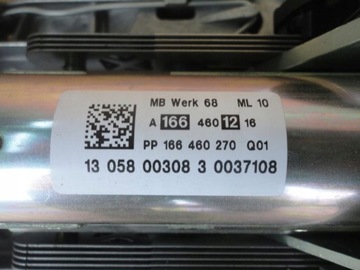 MB Werk 68 ML 10
A 166 460 12 16
PP 166 460 270 Q01
13 058 00308 3 0037108